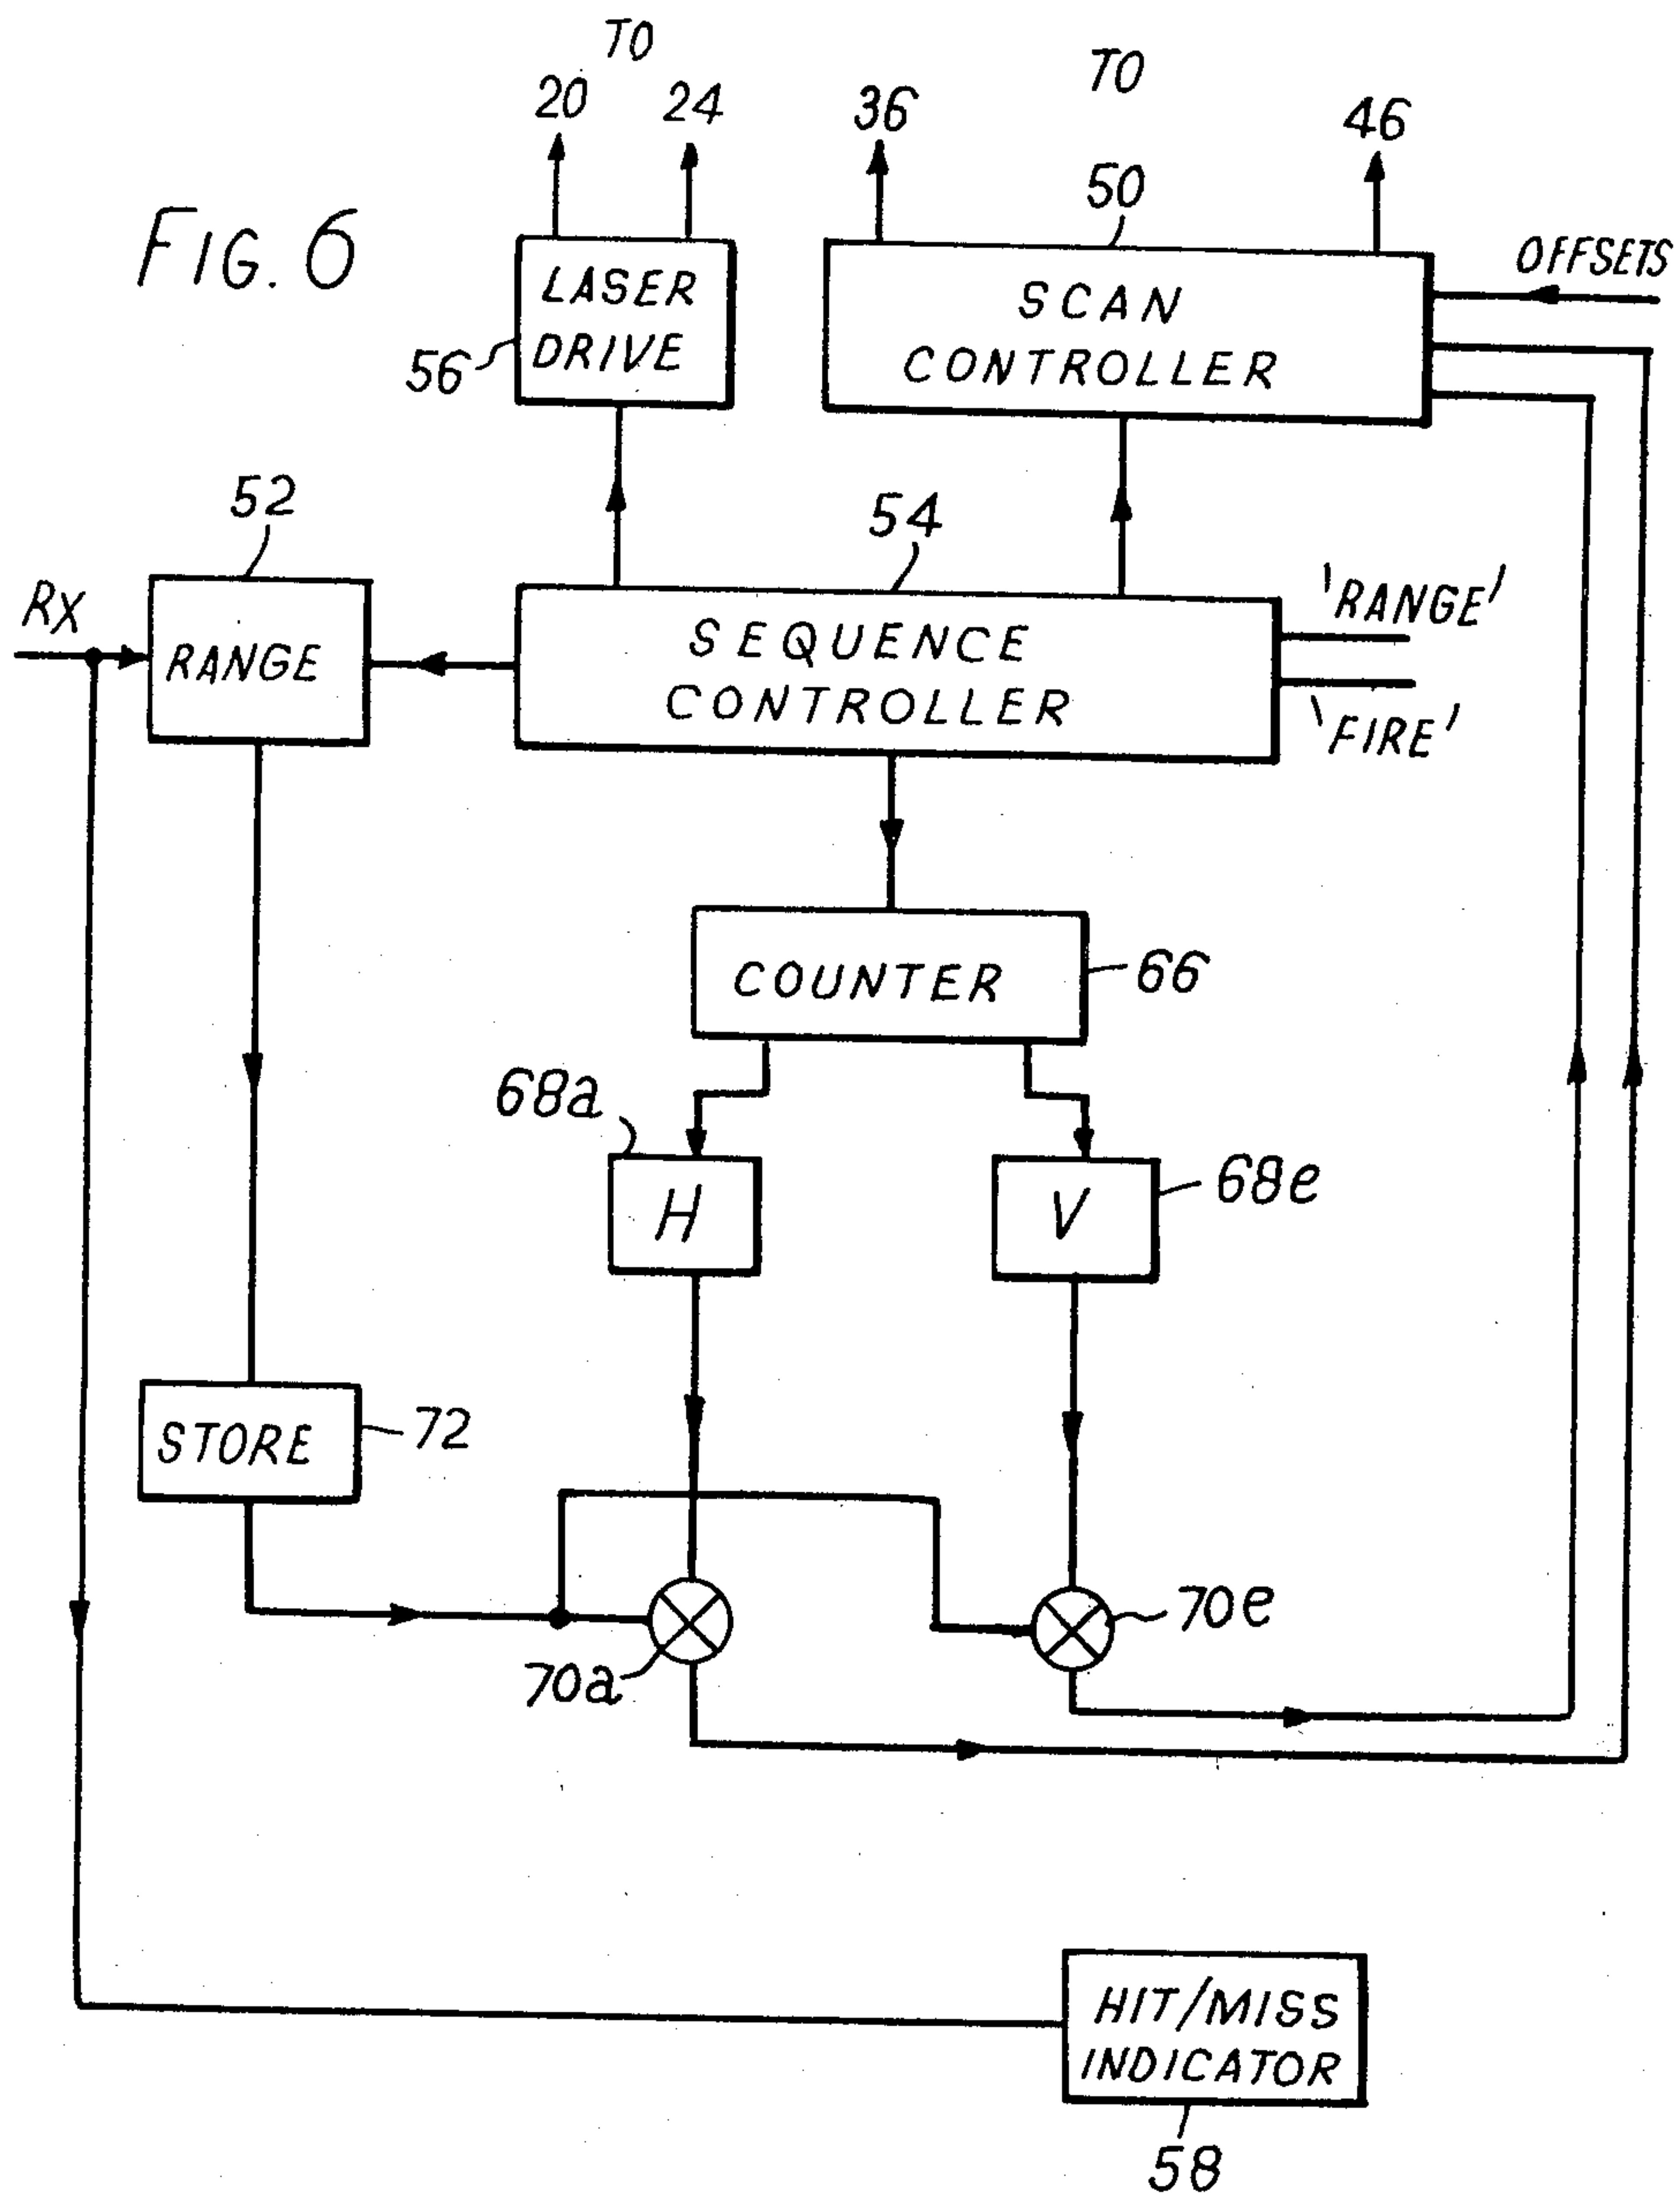 TO
20 24
TO
36 46
50
FIG. 6
OFFSETS
LASER
DRIVE
56
SCAN
CONTROLLER
52
54
RX
RANGE
SEQUENCE
CONTROLLER
'RANGE'
'FIRE'
COUNTER
66
68a
H
V
68e
STORE
72
70a
70e
HIT/MISS
INDICATOR
58